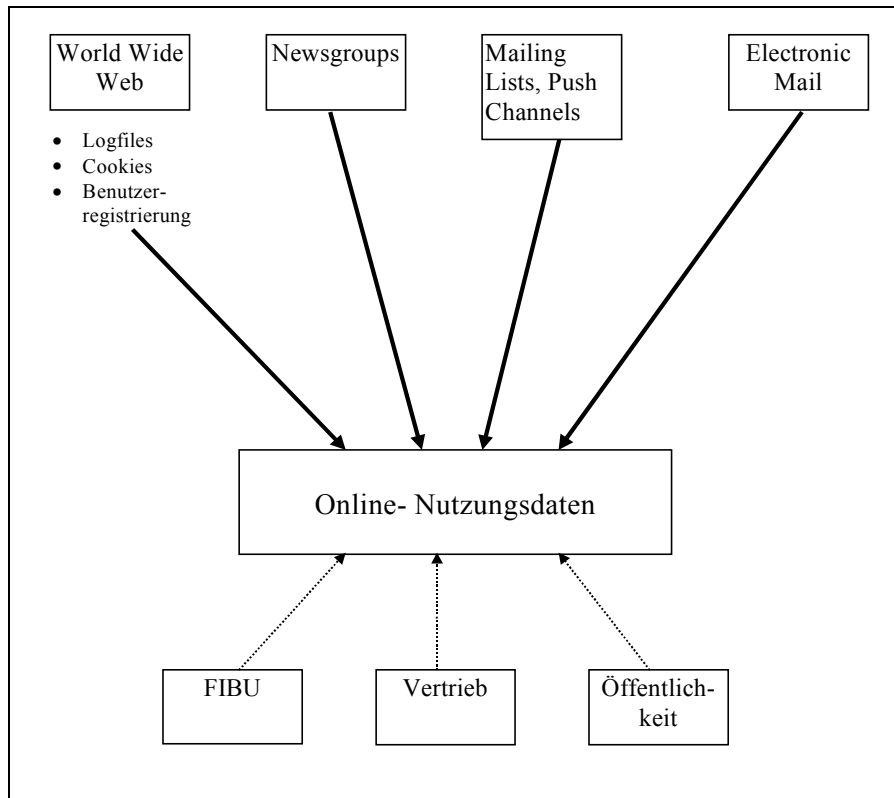 World Wide
Web
Newsgroups
Mailing
Lists, Push
Channels
Electronic
Mail
• Logfiles
• Cookies
• Benutzer-
registrierung
Online- Nutzungsdaten
FIBU
Vertrieb
Öffentlich-
keit